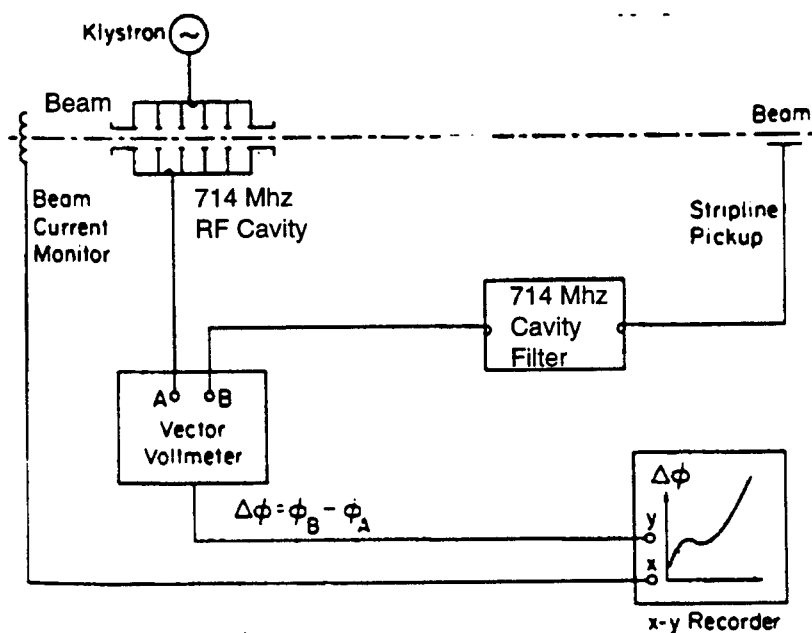 Klystron
~
Beam
Beam
Beam
Current
Monitor
714 Mhz
RF Cavity
Stripline
Pickup
714 Mhz
Cavity
Filter
A B
Vector
Voltmeter
Δϕ = ϕB - ϕA
Δϕ
y
x
x-y Recorder